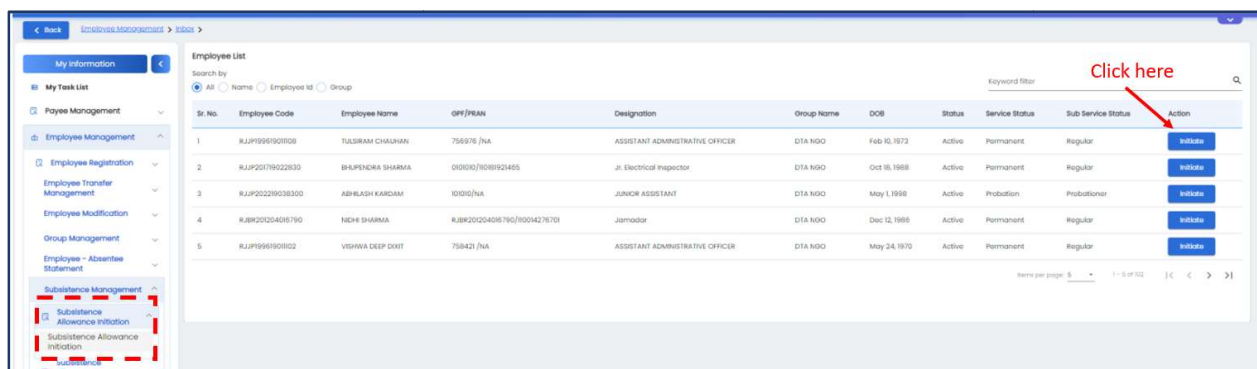 Back Employee Management > Inbox >
My Information
My Task List
Payee Management
Employee Management
Employee Registration
Employee Transfer
Management
Employee Modification
Group Management
Employee - Absentee
Statement
Subsistence Management
Subsistence
Allowance Initiation
Subsistence Allowance
Initiation
Subsistence
Employee List
Search by
All Name Employee Id Group
Keyword filter
Click here
Sr. No. Employee Code Employee Name GPF/PRAN Designation Group Name DOB Status Service Status Sub Service Status Action
1 RJJP199619011108 TULSIRAM CHAUHAN 756976 /NA ASSISTANT ADMINISTRATIVE OFFICER DTA NGO Feb 10, 1973 Active Permanent Regular Initiate
2 RJJP201719022830 BHUPENDRA SHARMA 0101010/110181921465 Jr. Electrical Inspector DTA NGO Oct 18, 1988 Active Permanent Regular Initiate
3 RJJP202219038300 ABHILASH KARDAM 101010/NA JUNIOR ASSISTANT DTA NGO May 1, 1998 Active Probation Probationer Initiate
4 RJBR201204016790 NIDHI SHARMA RJBR201204016790/110014276701 Jamadar DTA NGO Dec 12, 1986 Active Permanent Regular Initiate
5 RJJP199619011102 VISHWA DEEP DIXIT 758421 /NA ASSISTANT ADMINISTRATIVE OFFICER DTA NGO May 24, 1970 Active Permanent Regular Initiate
Items per page: 5 1 – 5 of 102